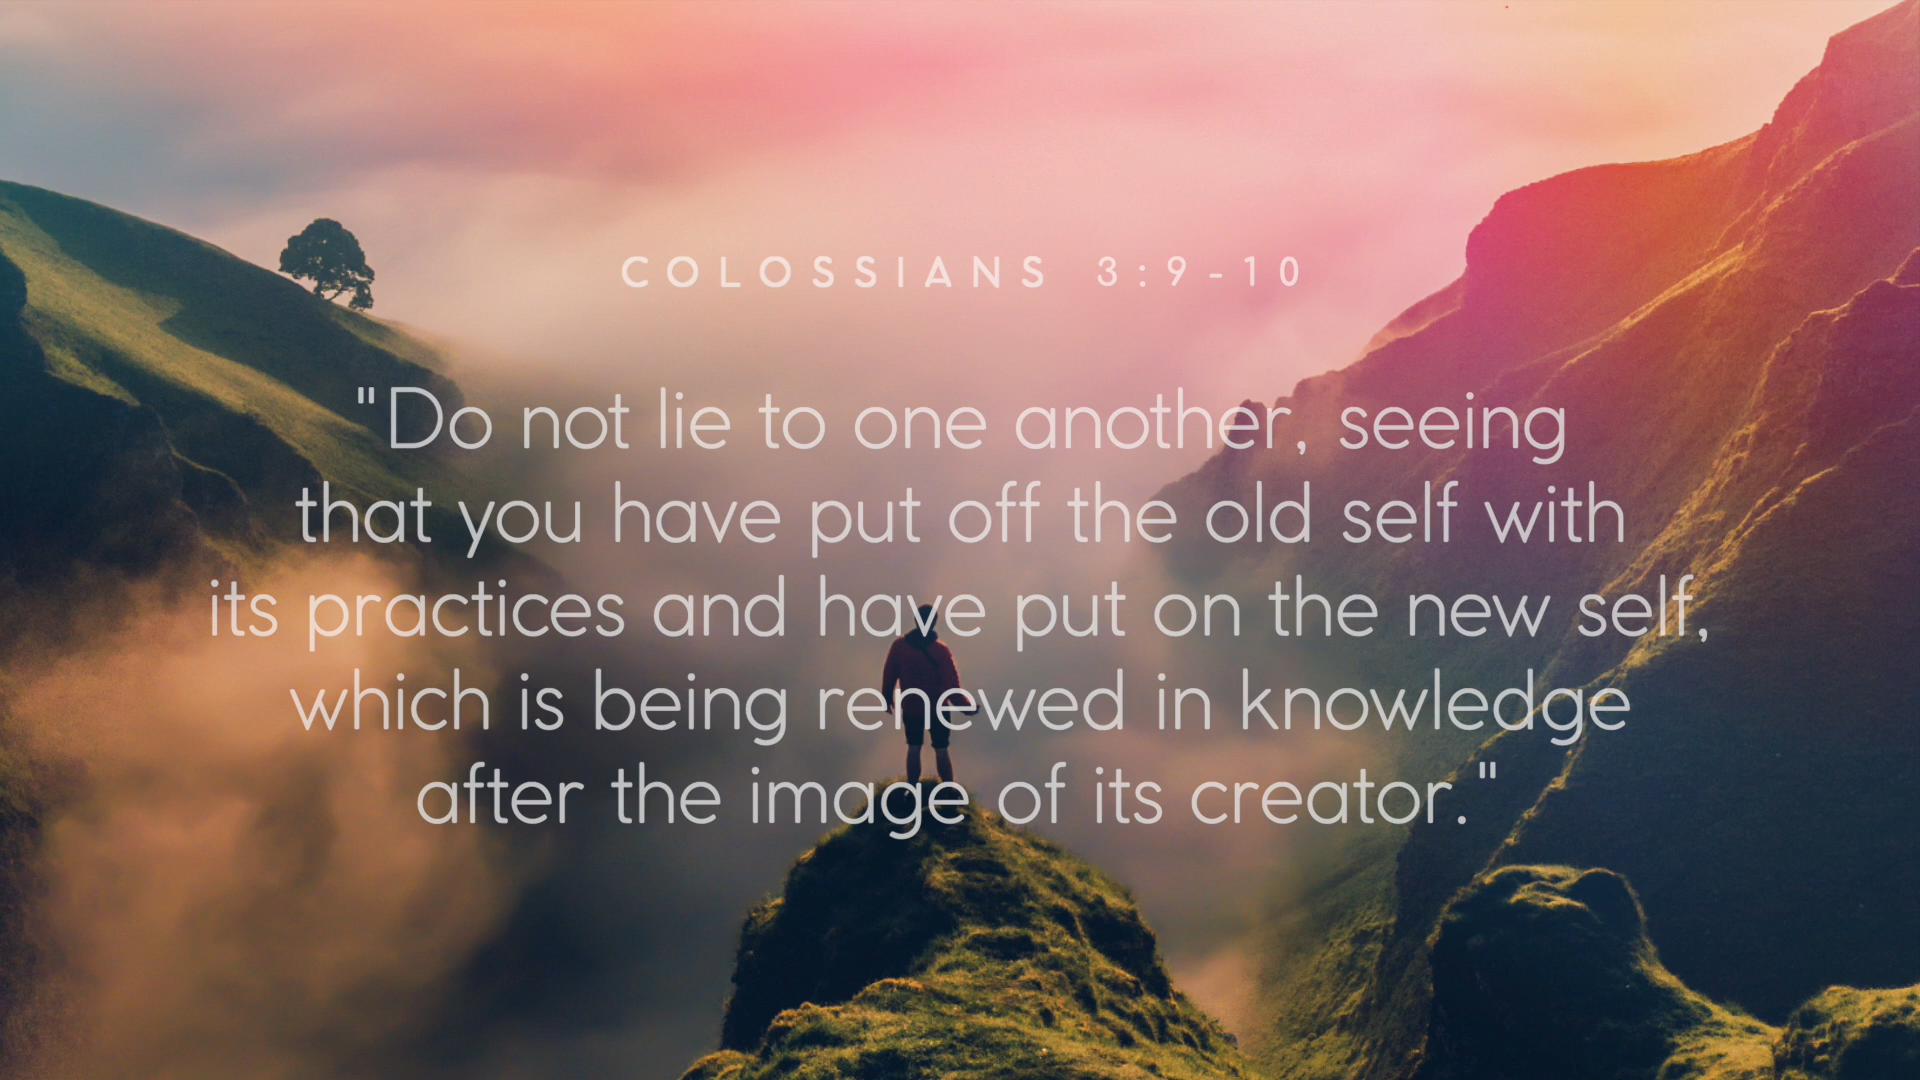 COLOSSIANS 3:9-10
"Do not lie to one another, seeing
that you have put off the old self with
its practices and have put on the new self,
which is being renewed in knowledge
after the image of its creator."